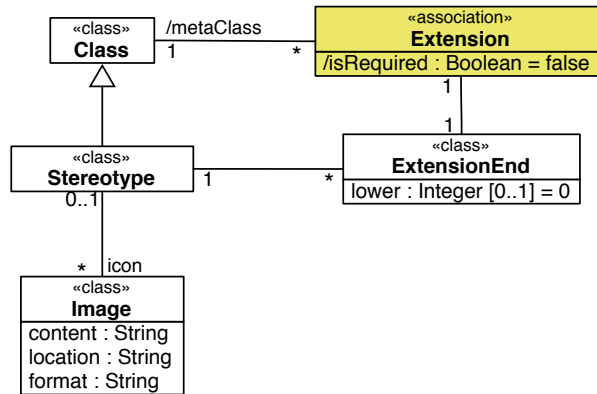 «class»
Class
/metaClass
1
*
«association»
Extension
/isRequired : Boolean = false
1
1
«class»
Stereotype
0..1
1
*
«class»
ExtensionEnd
lower : Integer [0..1] = 0
*
icon
«class»
Image
content : String
location : String
format : String